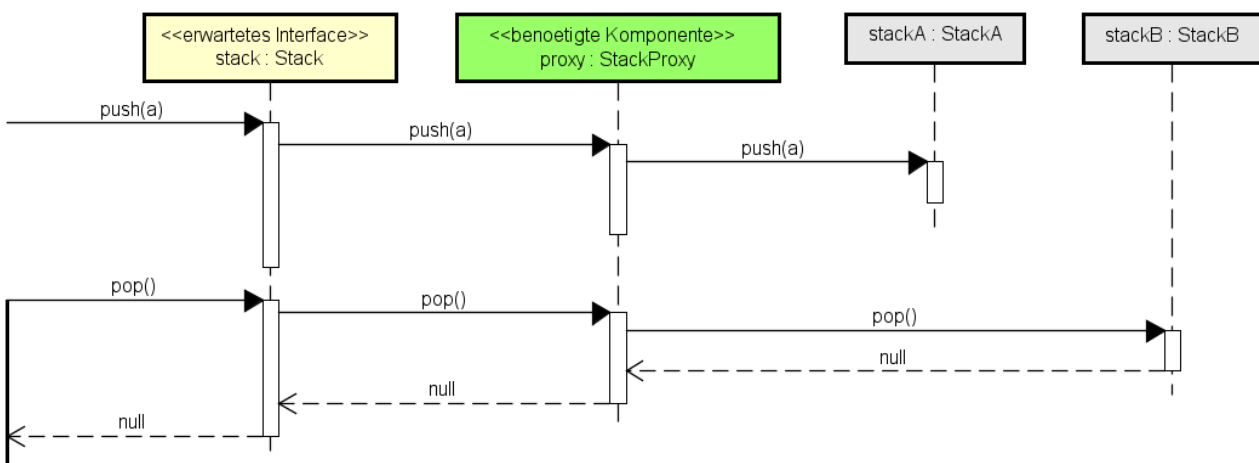 <<erwartetes Interface>>
stack : Stack
<<benoetigte Komponente>>
proxy : StackProxy
stackA : StackA
stackB : StackB
push(a)
push(a)
push(a)
pop()
pop()
pop()
null
null
null